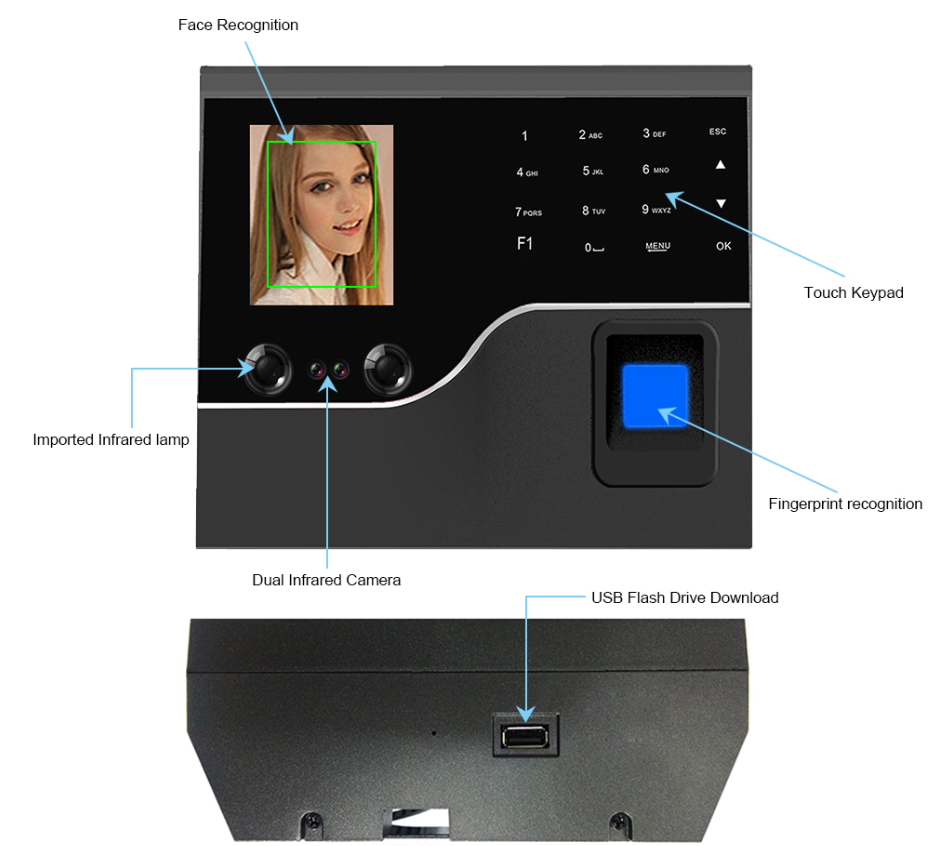 Face Recognition
1 2 ABC 3 DEF ESC
4 GHI 5 JKL 6 MNO ▲
7 PQRS 8 TUV 9 WXYZ ▼
F1 0 MENU OK
Touch Keypad
Imported Infrared lamp
Fingerprint recognition
Dual Infrared Camera
USB Flash Drive Download